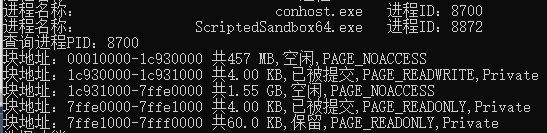 进程名称:                    conhost.exe   进程ID: 8700
进程名称:           ScriptedSandbox64.exe   进程ID: 8872
查询进程PID: 8700
块地址: 00010000-1c930000 共457 MB,空闲,PAGE_NOACCESS
块地址: 1c930000-1c931000 共4.00 KB,已被提交,PAGE_READWRITE,Private
块地址: 1c931000-7ffe0000 共1.55 GB,空闲,PAGE_NOACCESS
块地址: 7ffe0000-7ffe1000 共4.00 KB,已被提交,PAGE_READONLY,Private
块地址: 7ffe1000-7fff0000 共60.0 KB,保留,PAGE_READONLY,Private